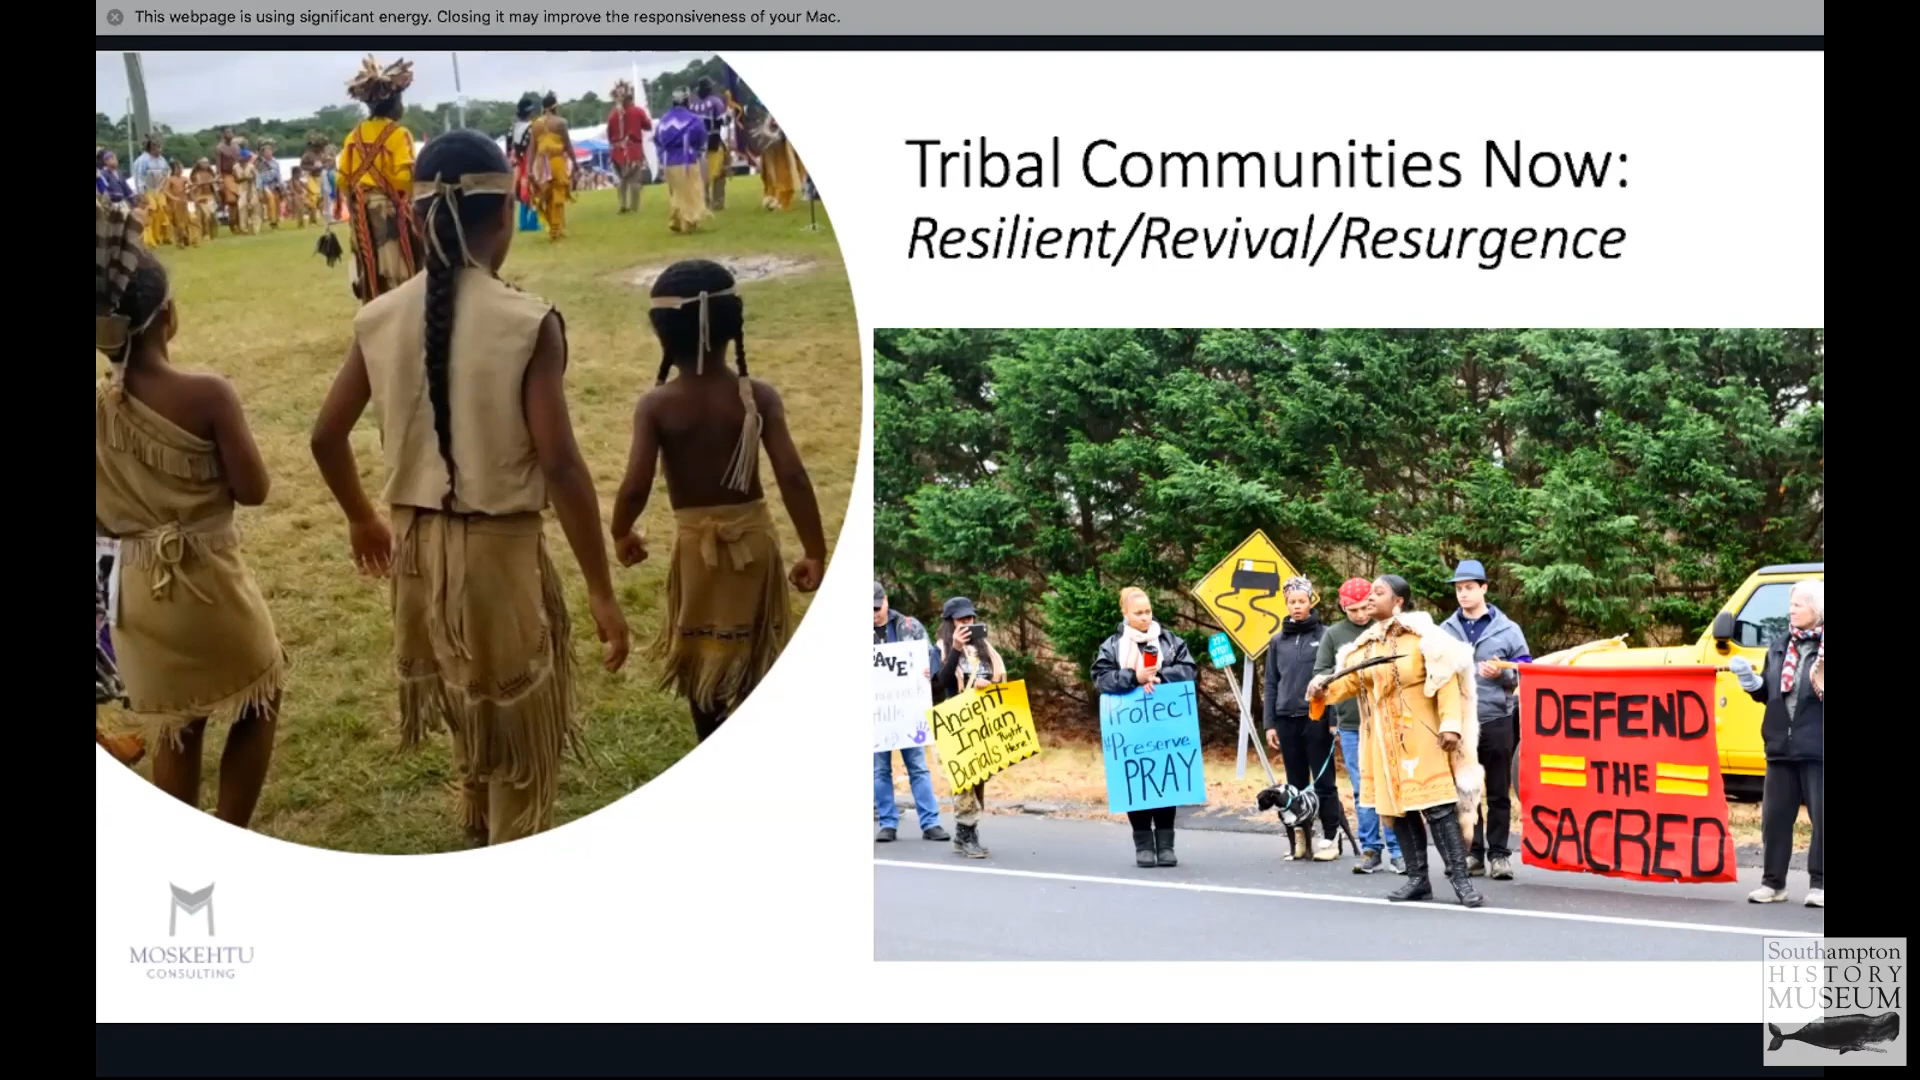 This webpage is using significant energy. Closing it may improve the responsiveness of your Mac.
Tribal Communities Now:
Resilient/Revival/Resurgence
Ancient
Indian
Burials Right
Here!
Protect
#Preserve
PRAY
DEFEND
THE
SACRED
MOSKEHTU
CONSULTING
Southampton
HISTORY
MUSEUM